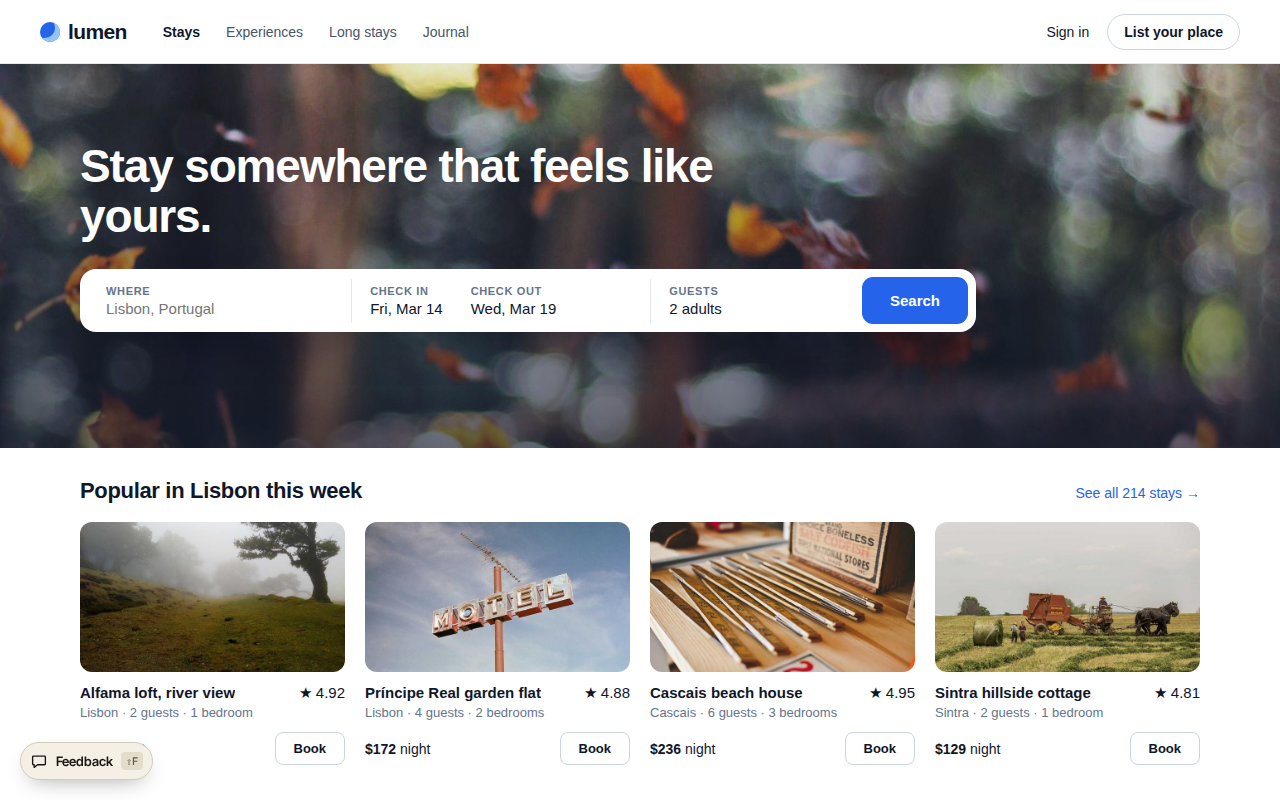 lumen
Stays
Experiences
Long stays
Journal
Sign in
List your place
Stay somewhere that feels like
yours.
WHERE
Lisbon, Portugal
CHECK IN
Fri, Mar 14
CHECK OUT
Wed, Mar 19
GUESTS
2 adults
Search
Popular in Lisbon this week
See all 214 stays →
MOTEL
BONELESS
SALT CODFISH
NATIONAL STORES
Alfama loft, river view
★ 4.92
Lisbon · 2 guests · 1 bedroom
Book
Príncipe Real garden flat
★ 4.88
Lisbon · 4 guests · 2 bedrooms
$172 night
Book
Cascais beach house
★ 4.95
Cascais · 6 guests · 3 bedrooms
$236 night
Book
Sintra hillside cottage
★ 4.81
Sintra · 2 guests · 1 bedroom
$129 night
Book
Feedback ⇧F